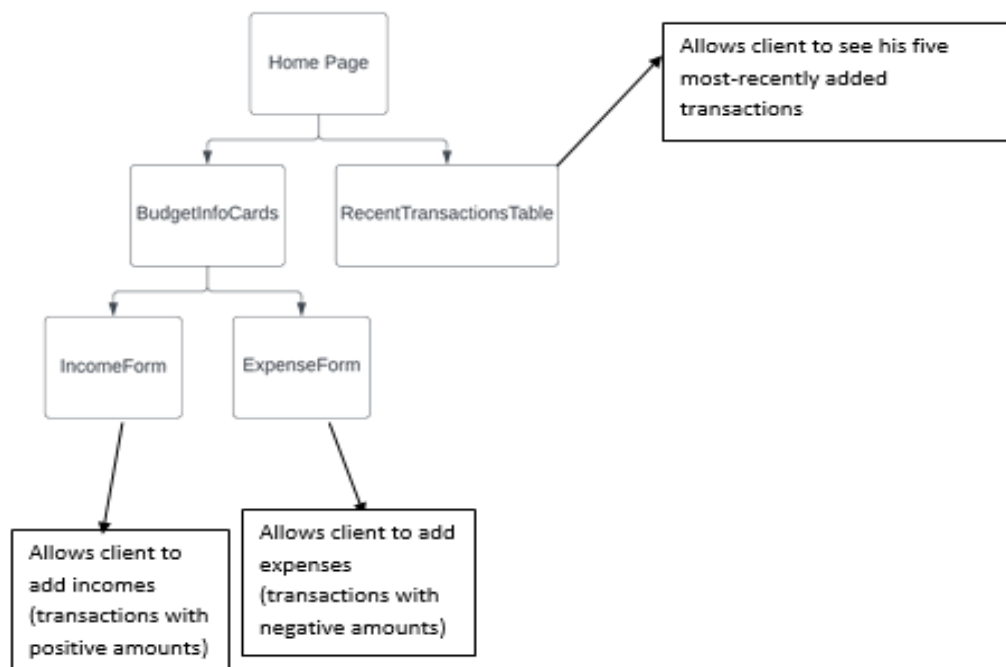 Home Page
Allows client to see his five
most-recently added
transactions
BudgetInfoCards
RecentTransactionsTable
IncomeForm
ExpenseForm
Allows client to
add incomes
(transactions with
positive amounts)
Allows client to add
expenses
(transactions with
negative amounts)